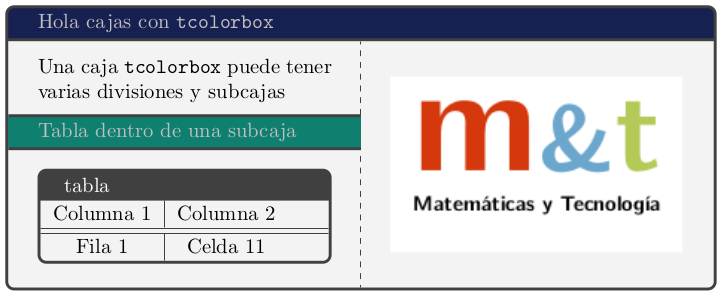 Hola cajas con tcolorbox
Una caja tcolorbox puede tener
varias divisiones y subcajas
Tabla dentro de una subcaja
tabla
Columna 1 Columna 2
Fila 1 Celda 11
m&t
Matemáticas y Tecnología